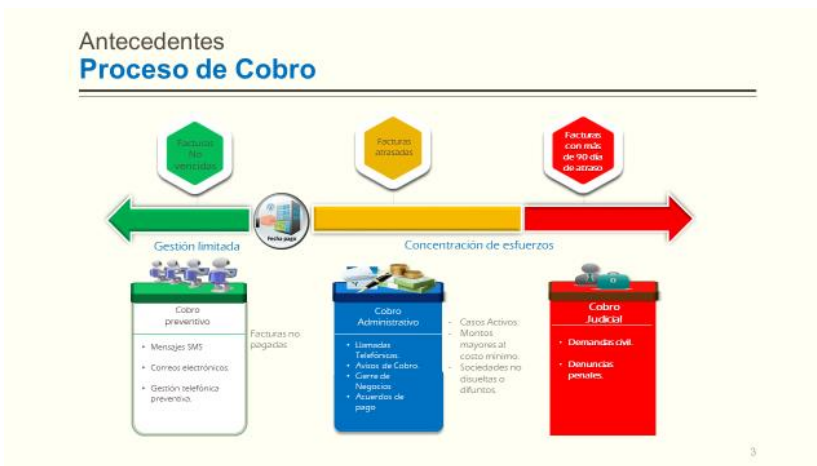 Antecedentes
Proceso de Cobro
Facturas
No
vencidas
Facturas
atrasadas
Facturas
con más
de 90 día
de atraso
Fecha pago
Gestión limitada
Concentración de esfuerzos
Cobro
preventivo
• Mensajes SMS
• Correos electrónicos
• Gestión telefónica
preventiva.
Facturas no
pagadas
Cobro
Administrativo
• Llamadas
Telefónicas.
• Avisos de Cobro.
• Cierre de
Negocios
• Acuerdos de
pago
- Casos Activos.
- Montos
mayores al
costo mínimo.
- Sociedades no
disueltas o
difuntos.
Cobro
Judicial
• Demandas civil.
• Denuncias
penales.
3